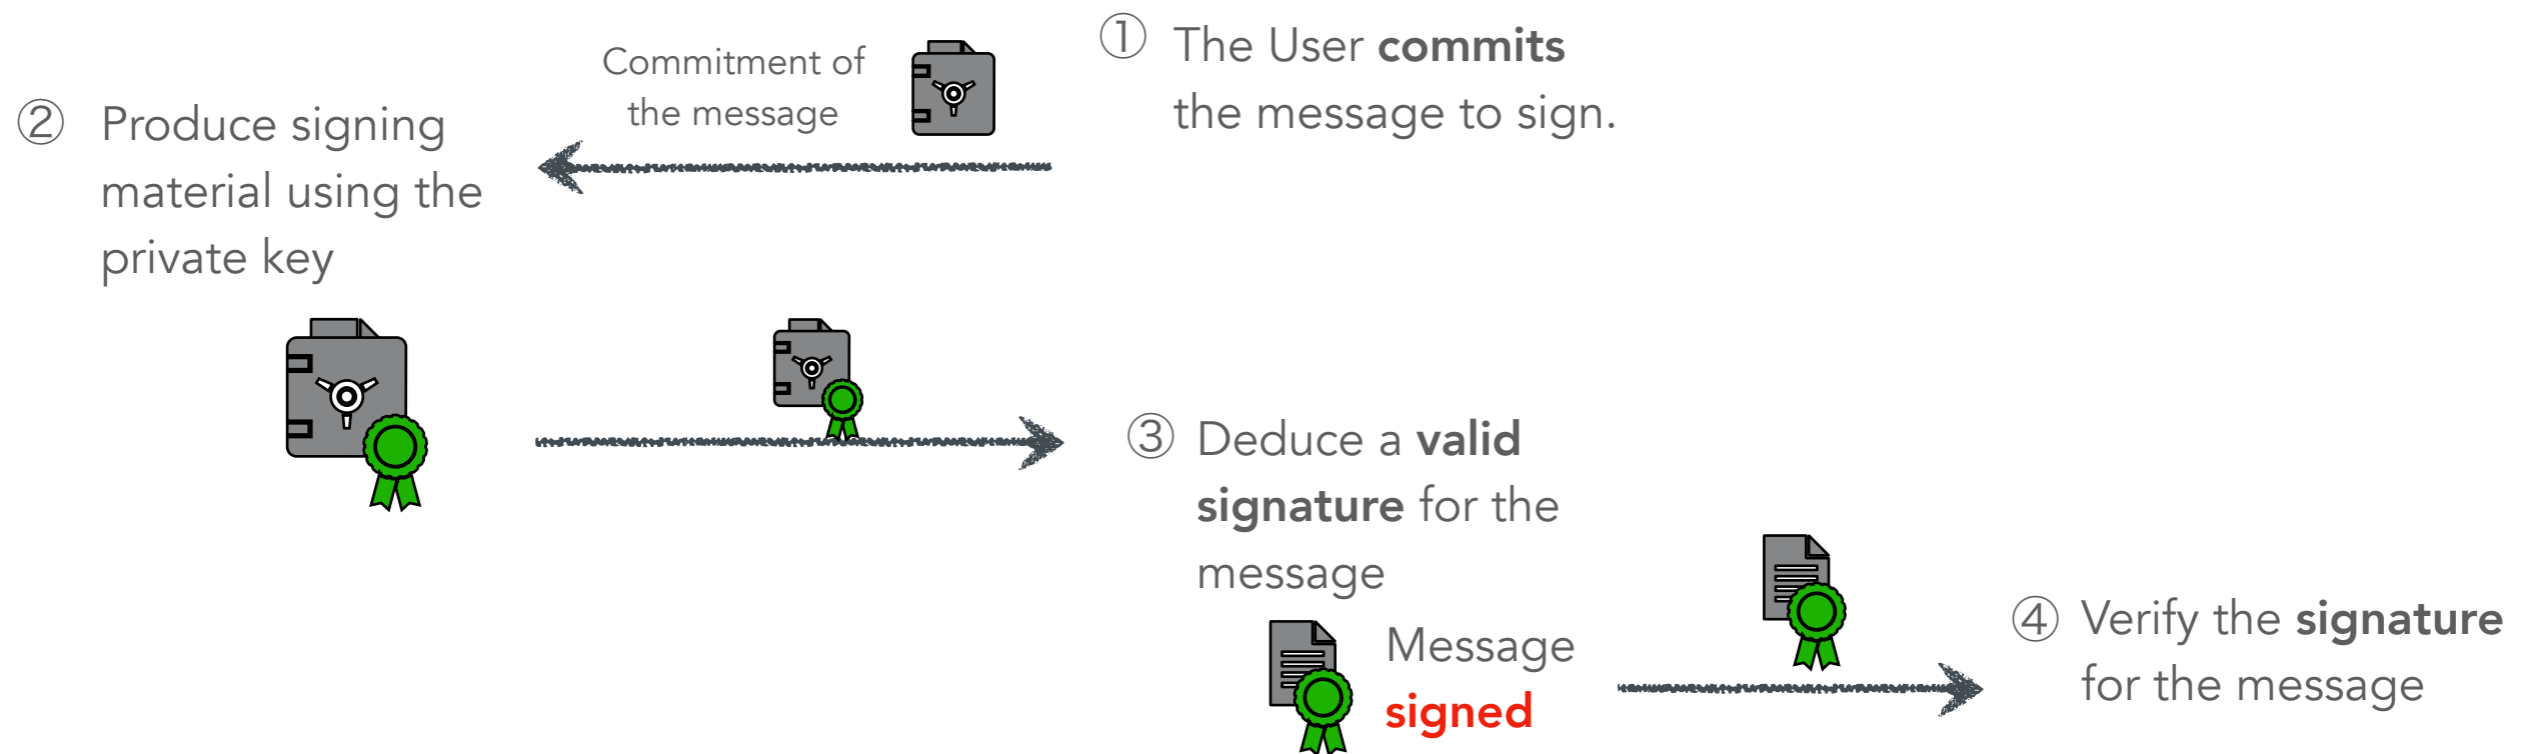 ① The User commits
the message to sign.
Commitment of
the message
② Produce signing
material using the
private key
③ Deduce a valid
signature for the
message
Message
signed
④ Verify the signature
for the message